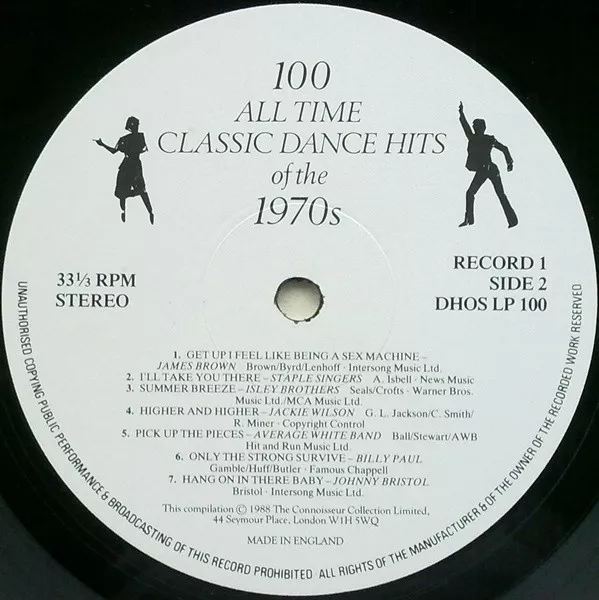 100
ALL TIME
CLASSIC DANCE HITS
of the
1970s
33⅓ RPM
STEREO
RECORD 1
SIDE 2
DHOS LP 100
1. GET UP I FEEL LIKE BEING A SEX MACHINE –
JAMES BROWN Brown/Byrd/Lenhoff · Intersong Music Ltd.
2. I'LL TAKE YOU THERE – STAPLE SINGERS A. Isbell · News Music
3. SUMMER BREEZE – ISLEY BROTHERS Seals/Crofts · Warner Bros.
Music Ltd./MCA Music Ltd.
4. HIGHER AND HIGHER – JACKIE WILSON G. L. Jackson/C. Smith/
R. Miner · Copyright Control
5. PICK UP THE PIECES – AVERAGE WHITE BAND Ball/Stewart/AWB
Hit and Run Music Ltd.
6. ONLY THE STRONG SURVIVE – BILLY PAUL
Gamble/Huff/Butler · Famous Chappell
7. HANG ON IN THERE BABY – JOHNNY BRISTOL
Bristol · Intersong Music Ltd.
This compilation © 1988 The Connoisseur Collection Limited,
44 Seymour Place, London W1H 5WQ
MADE IN ENGLAND
UNAUTHORISED COPYING PUBLIC PERFORMANCE & BROADCASTING OF THIS RECORD PROHIBITED ALL RIGHTS OF THE MANUFACTURER & OF THE OWNER OF THE RECORDED WORK RESERVED